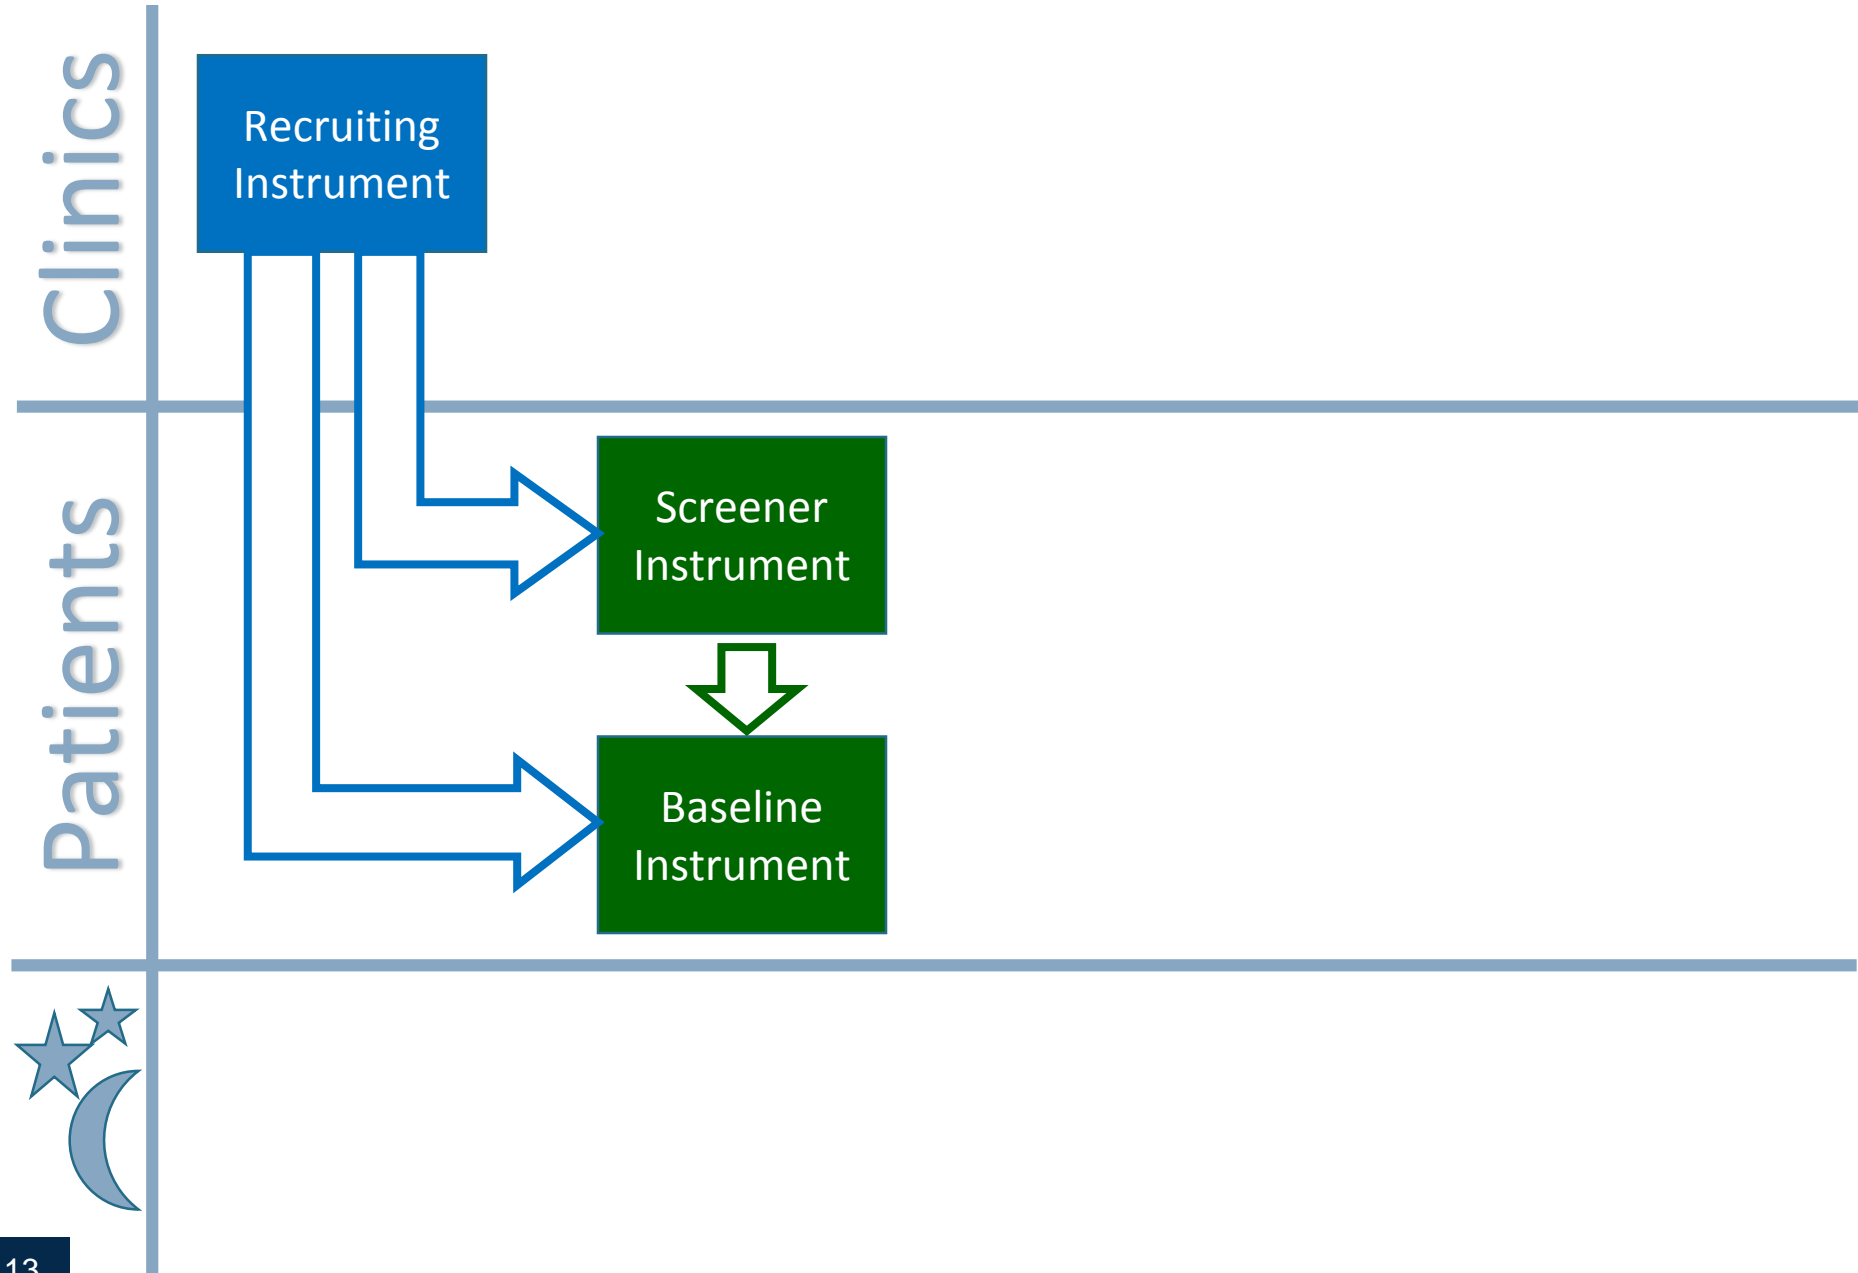 Clinics
Recruiting
Instrument
Patients
Screener
Instrument
Baseline
Instrument
13